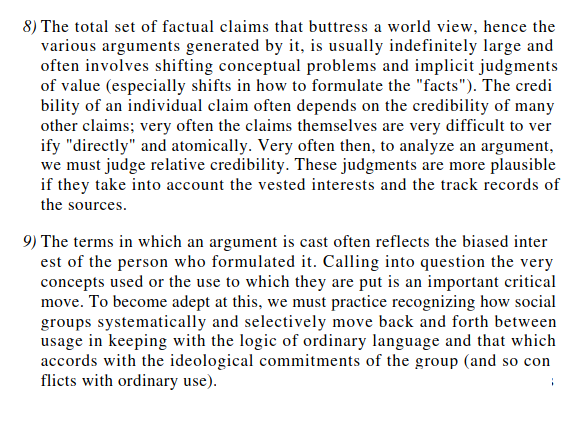 8) The total set of factual claims that buttress a world view, hence the
various arguments generated by it, is usually indefinitely large and
often involves shifting conceptual problems and implicit judgments
of value (especially shifts in how to formulate the "facts"). The credi
bility of an individual claim often depends on the credibility of many
other claims; very often the claims themselves are very difficult to ver
ify "directly" and atomically. Very often then, to analyze an argument,
we must judge relative credibility. These judgments are more plausible
if they take into account the vested interests and the track records of
the sources.
9) The terms in which an argument is cast often reflects the biased inter
est of the person who formulated it. Calling into question the very
concepts used or the use to which they are put is an important critical
move. To become adept at this, we must practice recognizing how social
groups systematically and selectively move back and forth between
usage in keeping with the logic of ordinary language and that which
accords with the ideological commitments of the group (and so con
flicts with ordinary use).